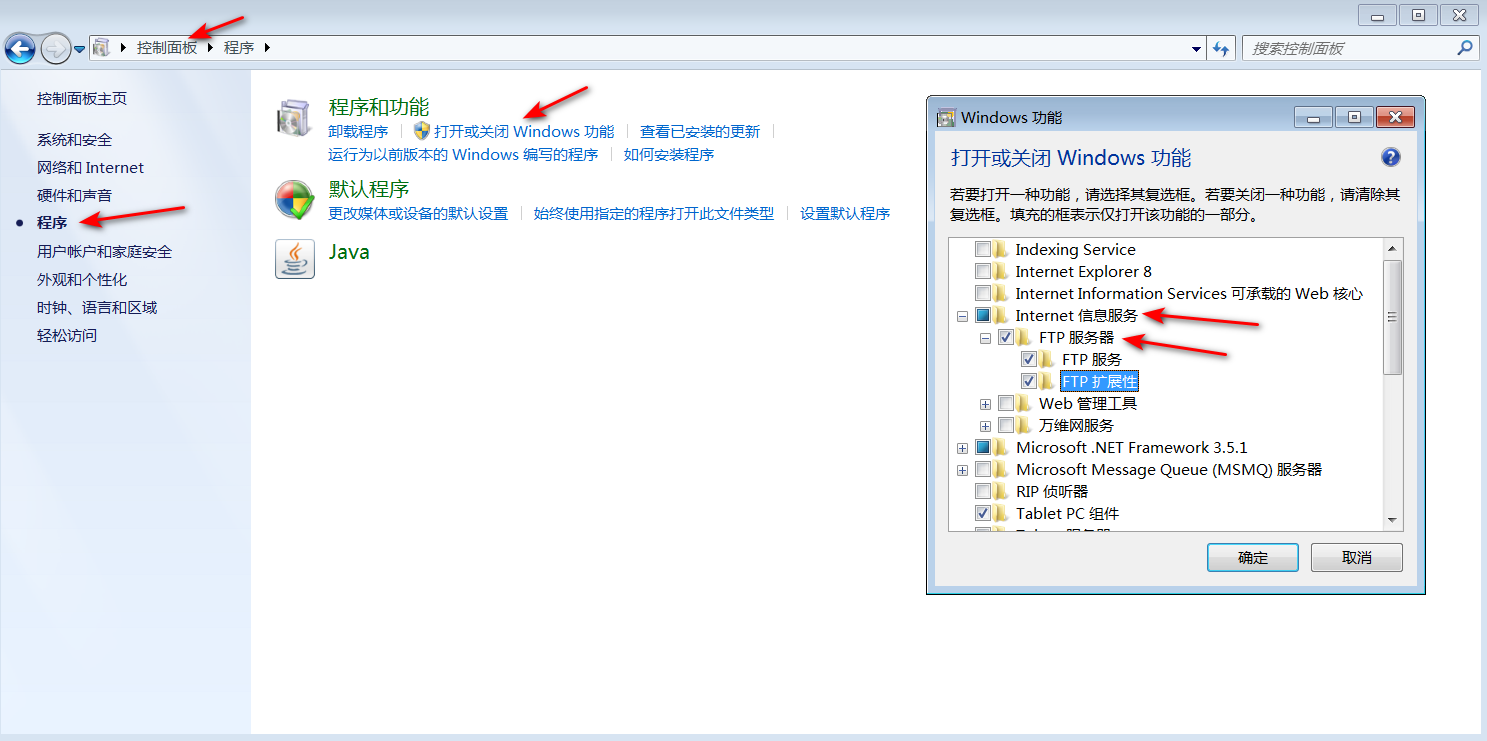 控制面板 程序
搜索控制面板
控制面板主页
系统和安全
网络和 Internet
硬件和声音
程序
用户帐户和家庭安全
外观和个性化
时钟、语言和区域
轻松访问
程序和功能
卸载程序 打开或关闭 Windows 功能 查看已安装的更新
运行为以前版本的 Windows 编写的程序 如何安装程序
默认程序
更改媒体或设备的默认设置 始终使用指定的程序打开此文件类型 设置默认程序
Java
Windows 功能
打开或关闭 Windows 功能
若要打开一种功能，请选择其复选框。若要关闭一种功能，请清除其
复选框。填充的框表示仅打开该功能的一部分。
Indexing Service
Internet Explorer 8
Internet Information Services 可承载的 Web 核心
Internet 信息服务
FTP 服务器
FTP 服务
FTP 扩展性
Web 管理工具
万维网服务
Microsoft .NET Framework 3.5.1
Microsoft Message Queue (MSMQ) 服务器
RIP 侦听器
Tablet PC 组件
确定 取消